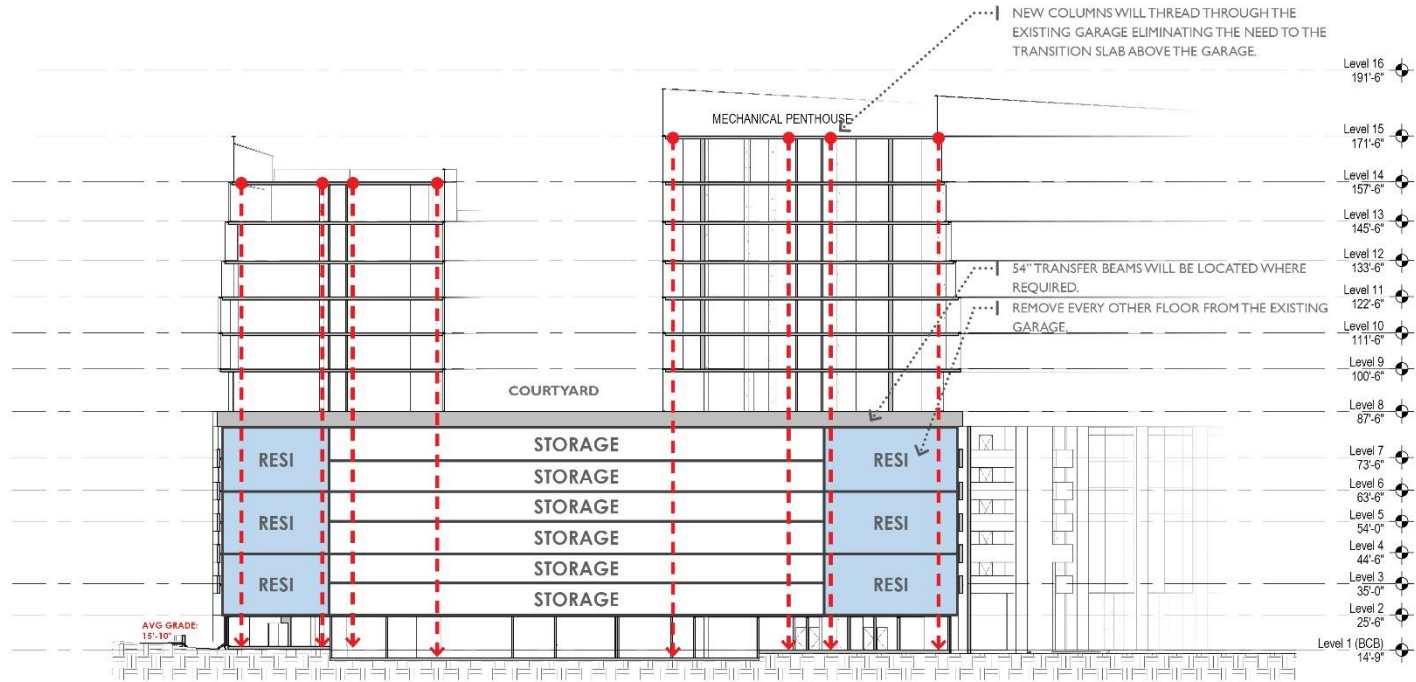 NEW COLUMNS WILL THREAD THROUGH THE
EXISTING GARAGE ELIMINATING THE NEED TO THE
TRANSITION SLAB ABOVE THE GARAGE.
Level 16
191'-6"
MECHANICAL PENTHOUSE
Level 15
171'-6"
Level 14
157'-6"
Level 13
145'-6"
Level 12
133'-6"
54" TRANSFER BEAMS WILL BE LOCATED WHERE
REQUIRED.
Level 11
122'-6"
REMOVE EVERY OTHER FLOOR FROM THE EXISTING
GARAGE.
Level 10
111'-6"
Level 9
100'-6"
COURTYARD
Level 8
87'-6"
STORAGE
RESI
RESI
Level 7
73'-6"
STORAGE
Level 6
63'-6"
STORAGE
RESI
RESI
Level 5
54'-0"
STORAGE
Level 4
44'-6"
STORAGE
RESI
RESI
Level 3
35'-0"
STORAGE
Level 2
25'-6"
AVG GRADE:
15'-10"
Level 1 (BCB)
14'-9"